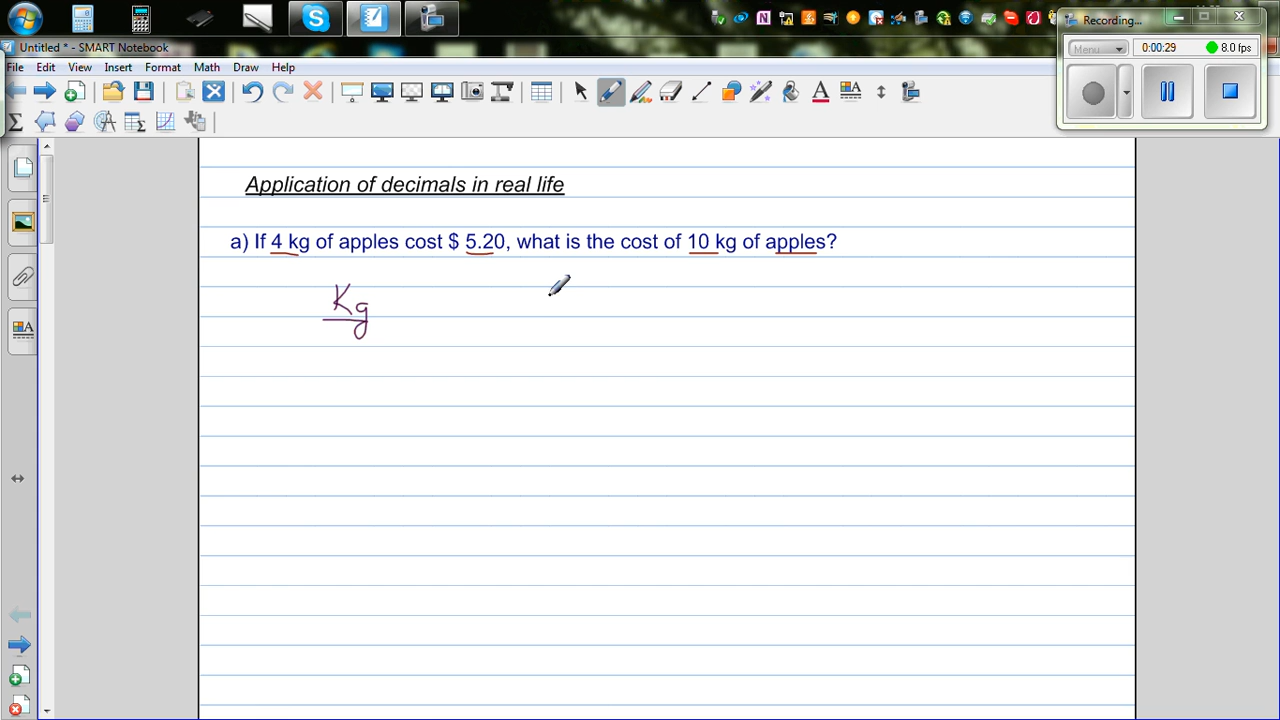 Recording...
Untitled * - SMART Notebook
Menu
0:00:29
8.0 fps
File Edit View Insert Format Math Draw Help
Application of decimals in real life
a) If 4 kg of apples cost $ 5.20, what is the cost of 10 kg of apples?
Kg